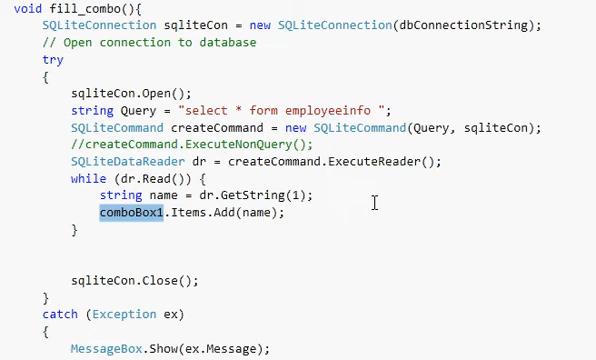 void fill_combo(){
SQLiteConnection sqliteCon = new SQLiteConnection(dbConnectionString);
// Open connection to database
try
{
sqliteCon.Open();
string Query = "select * form employeeinfo ";
SQLiteCommand createCommand = new SQLiteCommand(Query, sqliteCon);
//createCommand.ExecuteNonQuery();
SQLiteDataReader dr = createCommand.ExecuteReader();
while (dr.Read()) {
string name = dr.GetString(1);
comboBox1.Items.Add(name);
}
sqliteCon.Close();
}
catch (Exception ex)
{
MessageBox.Show(ex.Message);